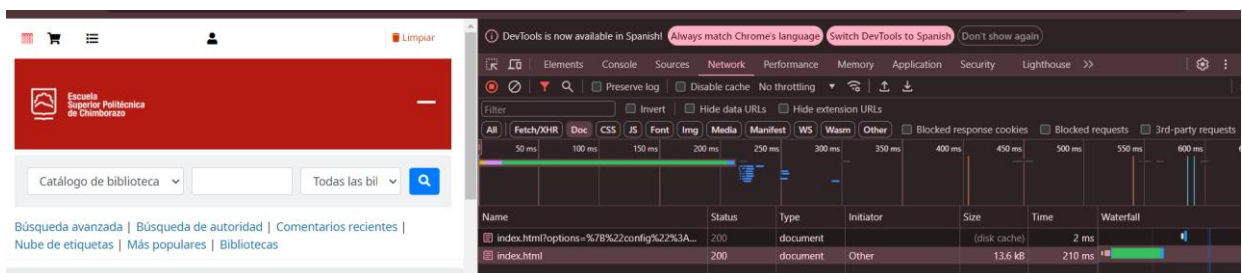 Limpiar
Escuela
Superior Politécnica
de Chimborazo
Catálogo de biblioteca
Todas las bil
Búsqueda avanzada | Búsqueda de autoridad | Comentarios recientes |
Nube de etiquetas | Más populares | Bibliotecas
DevTools is now available in Spanish! Always match Chrome's language Switch DevTools to Spanish Don't show again
Elements Console Sources Network Performance Memory Application Security Lighthouse
Preserve log Disable cache No throttling
Filter Invert Hide data URLs Hide extension URLs
All Fetch/XHR Doc CSS JS Font Img Media Manifest WS Wasm Other Blocked response cookies Blocked requests 3rd-party requests
50 ms 100 ms 150 ms 200 ms 250 ms 300 ms 350 ms 400 ms 450 ms 500 ms 550 ms 600 ms
Name Status Type Initiator Size Time Waterfall
index.html?options=%7B%22config%22%3A... 200 document (disk cache) 2 ms
index.html 200 document Other 13.6 kB 210 ms